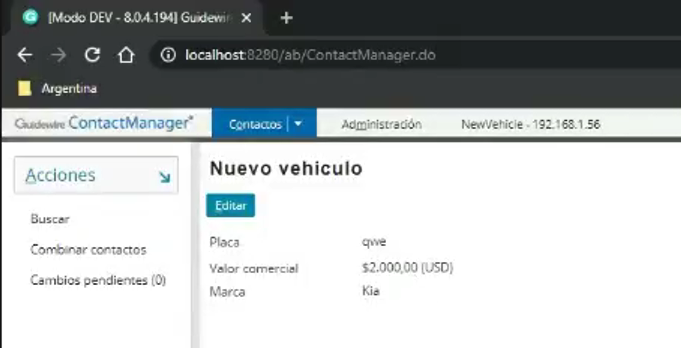 [Modo DEV - 8.0.4.194] Guidewir
localhost:8280/ab/ContactManager.do
Argentina
Guidewire ContactManager
Contactos
Administración
NewVehicle - 192.168.1.56
Acciones
Buscar
Combinar contactos
Cambios pendientes (0)
Nuevo vehiculo
Editar
Placa qwe
Valor comercial $2.000,00 (USD)
Marca Kia